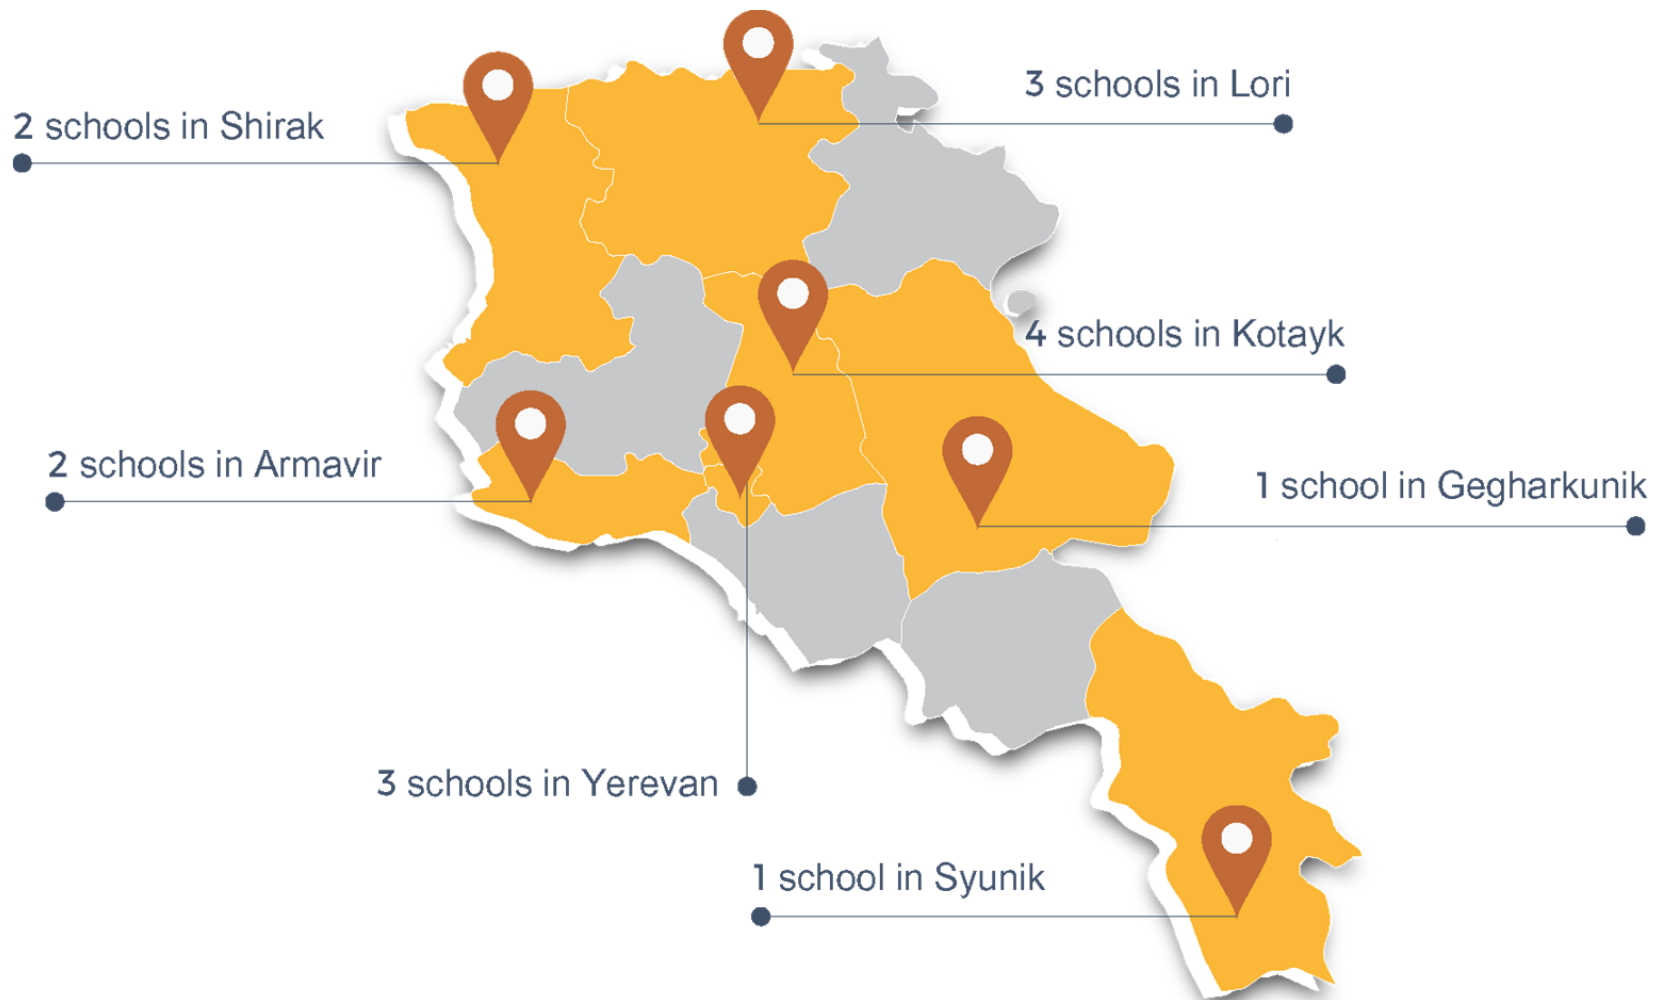 3 schools in Lori
2 schools in Shirak
4 schools in Kotayk
2 schools in Armavir
1 school in Gegharkunik
3 schools in Yerevan
1 school in Syunik